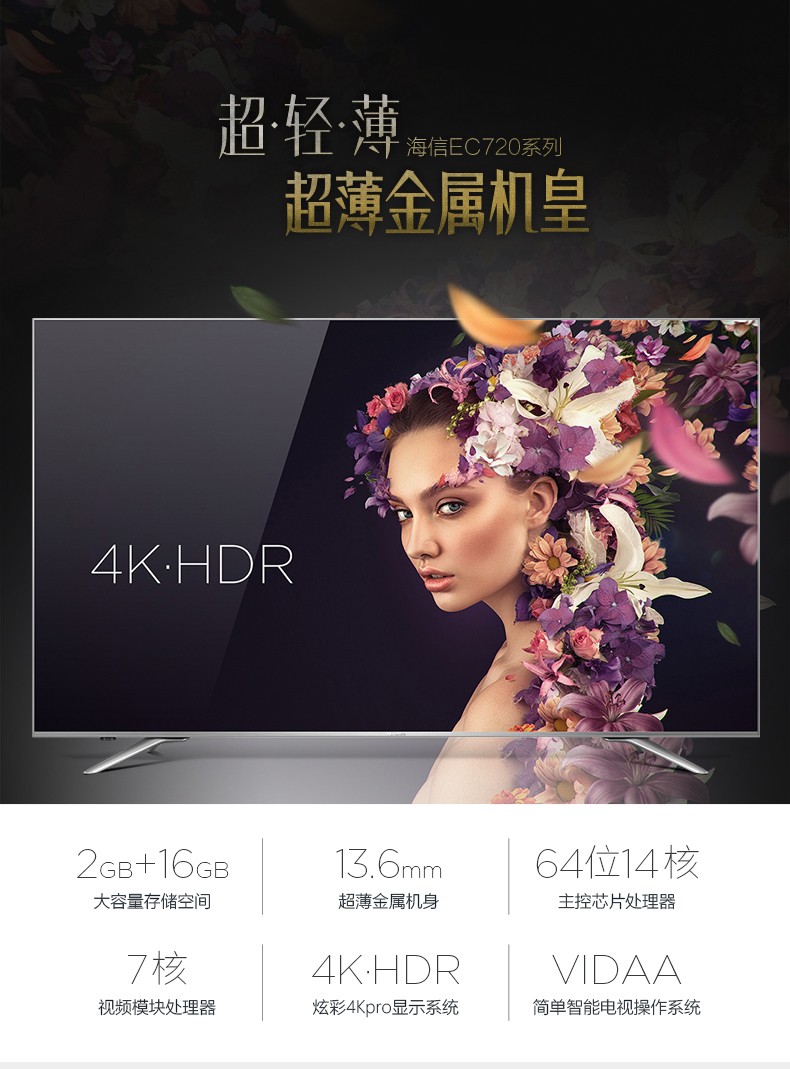 超·轻·薄 海信EC720系列
超薄金属机皇
4K·HDR
2GB+16GB
大容量存储空间
13.6mm
超薄金属机身
64位14核
主控芯片处理器
7核
视频模块处理器
4K·HDR
炫彩4Kpro显示系统
VIDAA
简单智能电视操作系统